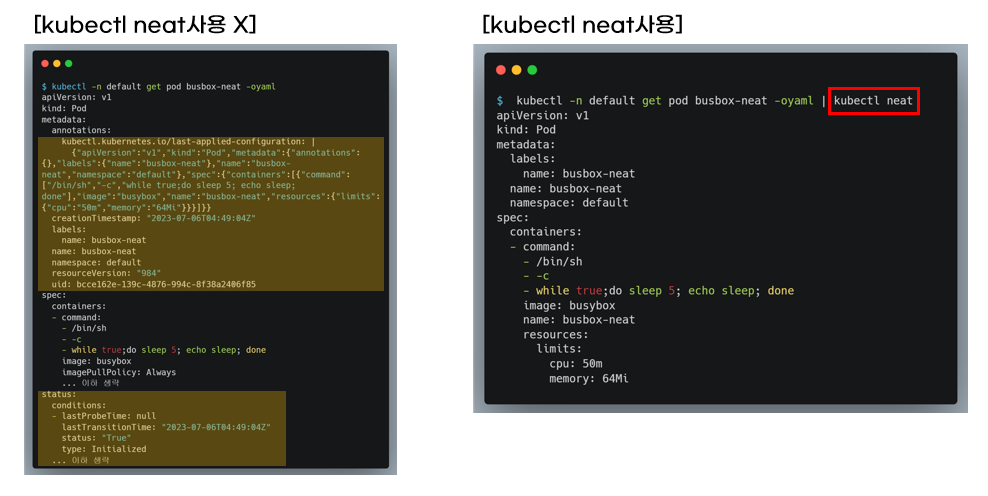 [kubectl neat사용 X]
$ kubectl -n default get pod busbox-neat -oyaml
apiVersion: v1
kind: Pod
metadata:
  annotations:
    kubectl.kubernetes.io/last-applied-configuration: |
      {"apiVersion":"v1","kind":"Pod","metadata":{"annotations":
{},"labels":{"name":"busbox-neat"},"name":"busbox-
neat","namespace":"default"},"spec":{"containers":[{"command":
["/bin/sh","-c","while true;do sleep 5; echo sleep;
done"],"image":"busybox","name":"busbox-neat","resources":{"limits":
{"cpu":"50m","memory":"64Mi"}}}]}}
  creationTimestamp: "2023-07-06T04:49:04Z"
  labels:
    name: busbox-neat
  name: busbox-neat
  namespace: default
  resourceVersion: "984"
  uid: bcce162e-139c-4876-994c-8f38a2406f85
spec:
  containers:
  - command:
    - /bin/sh
    - -c
    - while true;do sleep 5; echo sleep; done
    image: busybox
    imagePullPolicy: Always
    ... 이하 생략
status:
  conditions:
  - lastProbeTime: null
    lastTransitionTime: "2023-07-06T04:49:04Z"
    status: "True"
    type: Initialized
  ... 이하 생략
[kubectl neat사용]
$  kubectl -n default get pod busbox-neat -oyaml | kubectl neat
apiVersion: v1
kind: Pod
metadata:
  labels:
    name: busbox-neat
  name: busbox-neat
  namespace: default
spec:
  containers:
  - command:
    - /bin/sh
    - -c
    - while true;do sleep 5; echo sleep; done
    image: busybox
    name: busbox-neat
    resources:
      limits:
        cpu: 50m
        memory: 64Mi